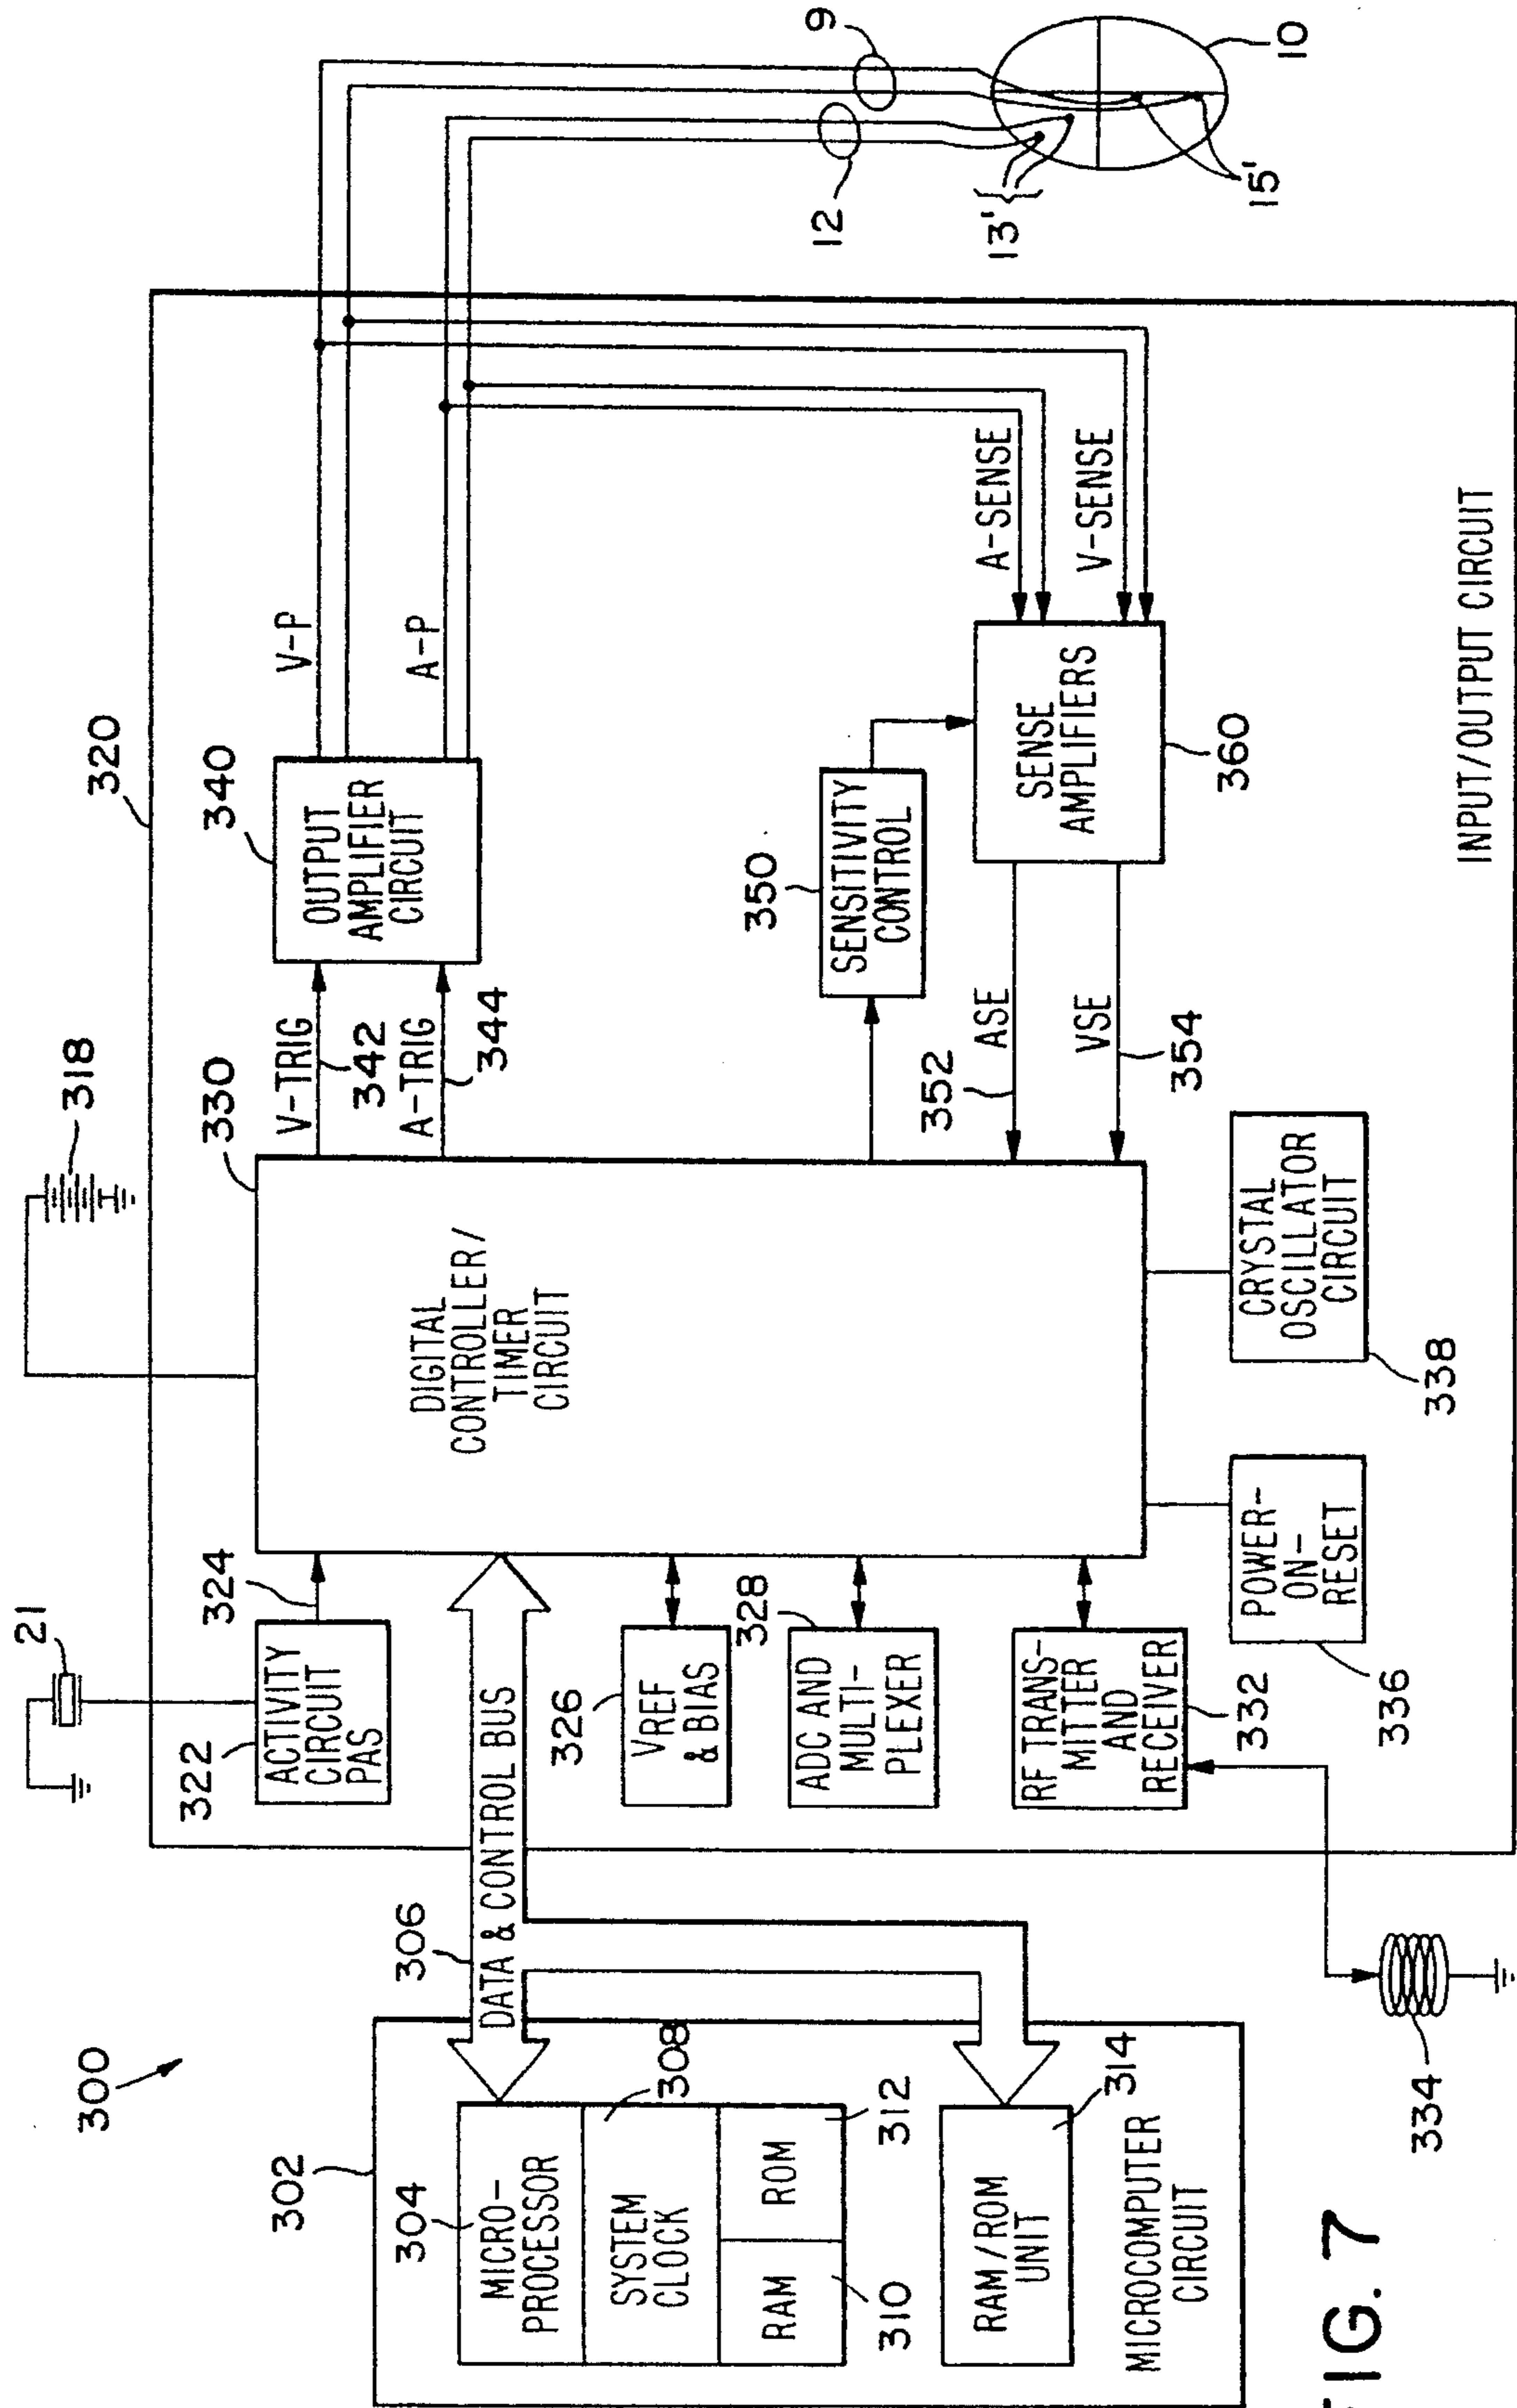 300
302
304
MICRO-
PROCESSOR
SYSTEM
CLOCK
308
RAM
ROM
310
312
RAM/ROM
UNIT
314
MICROCOMPUTER
CIRCUIT
306
DATA & CONTROL BUS
21
318
320
322
ACTIVITY
CIRCUIT
PAS
324
326
VREF
& BIAS
328
ADC AND
MULTI-
PLEXER
RF TRANS-
MITTER
AND
RECEIVER
332
334
336
POWER-
ON-
RESET
338
CRYSTAL
OSCILLATOR
CIRCUIT
330
DIGITAL
CONTROLLER/
TIMER
CIRCUIT
V-TRIG
342
A-TRIG
344
340
OUTPUT
AMPLIFIER
CIRCUIT
V-P
A-P
350
SENSITIVITY
CONTROL
352
ASE
VSE
354
SENSE
AMPLIFIERS
360
A-SENSE
V-SENSE
INPUT/OUTPUT CIRCUIT
9
12
13'
10
15'
FIG. 7